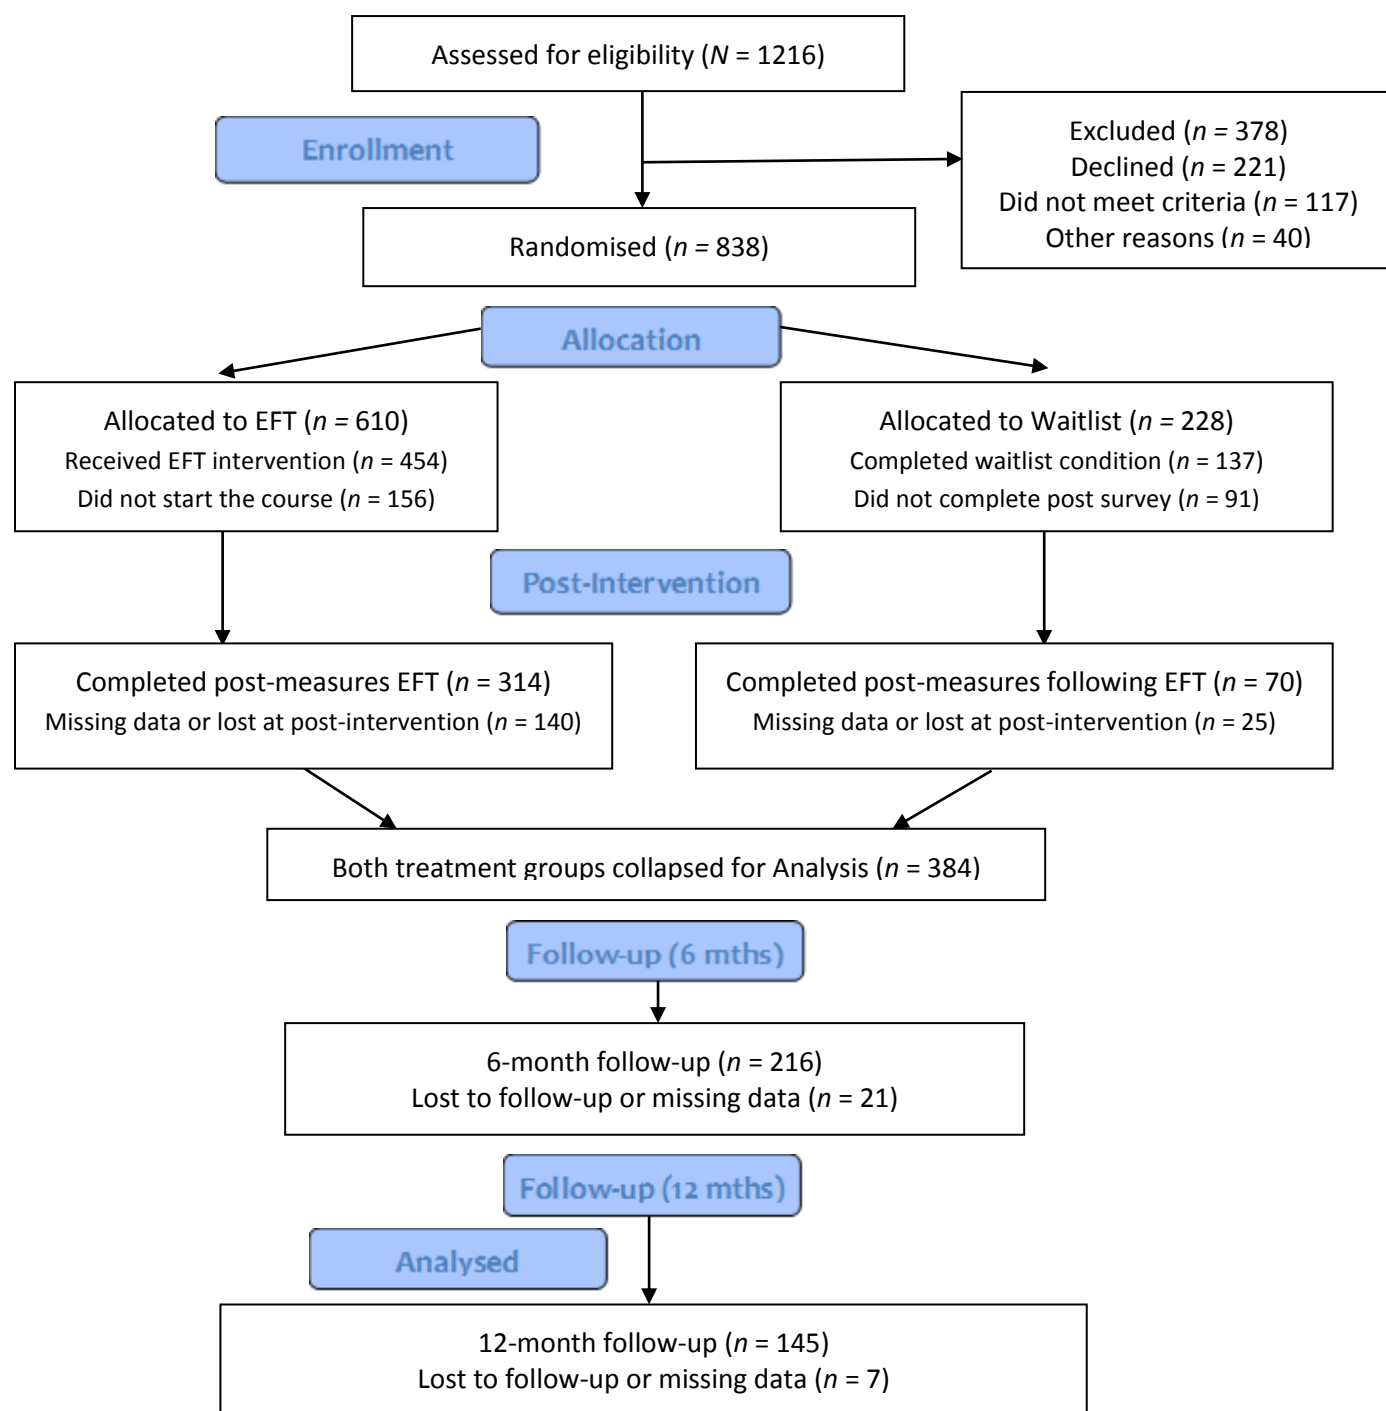 Assessed for eligibility (N = 1216)
Enrollment
Excluded (n = 378)
Declined (n = 221)
Did not meet criteria (n = 117)
Other reasons (n = 40)
Randomised (n = 838)
Allocation
Allocated to EFT (n = 610)
Received EFT intervention (n = 454)
Did not start the course (n = 156)
Allocated to Waitlist (n = 228)
Completed waitlist condition (n = 137)
Did not complete post survey (n = 91)
Post-Intervention
Completed post-measures EFT (n = 314)
Missing data or lost at post-intervention (n = 140)
Completed post-measures following EFT (n = 70)
Missing data or lost at post-intervention (n = 25)
Both treatment groups collapsed for Analysis (n = 384)
Follow-up (6 mths)
6-month follow-up (n = 216)
Lost to follow-up or missing data (n = 21)
Follow-up (12 mths)
Analysed
12-month follow-up (n = 145)
Lost to follow-up or missing data (n = 7)